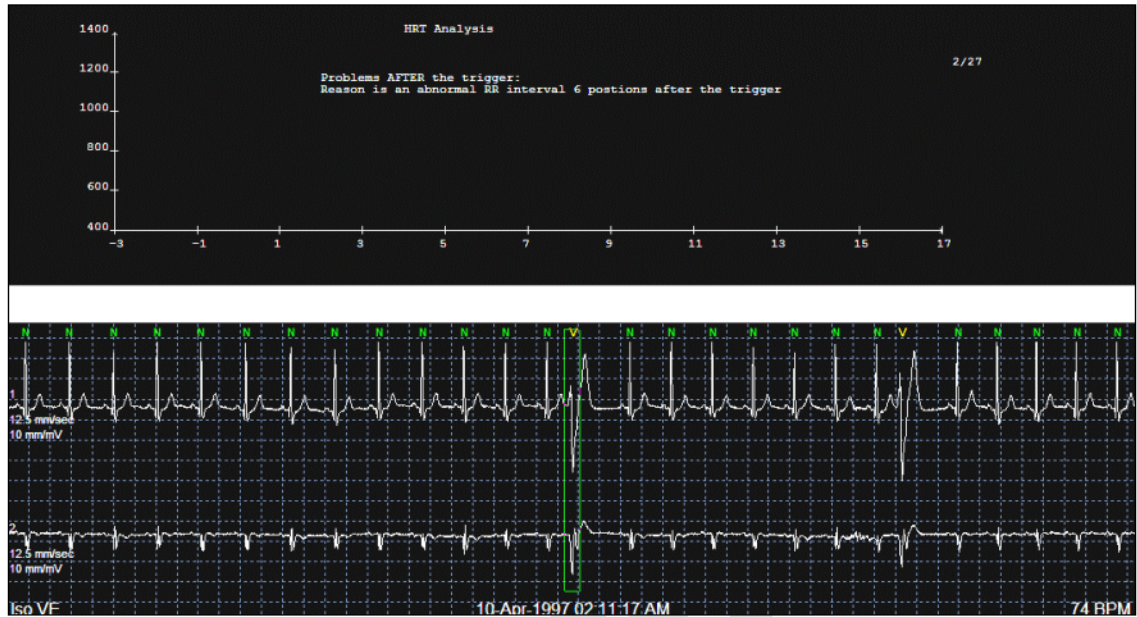 HRT Analysis
1400
1200
1000
800
600
400
-3 -1 1 3 5 7 9 11 13 15 17
2/27
Problems AFTER the trigger:
Reason is an abnormal RR interval 6 postions after the trigger
N N N N N N N N N N N N N V N N N N N N N V N N N N N
1
12.5 mm/sec
10 mm/mV
2
12.5 mm/sec
10 mm/mV
Iso VE 10-Apr-1997 02:11:17 AM 74 BPM